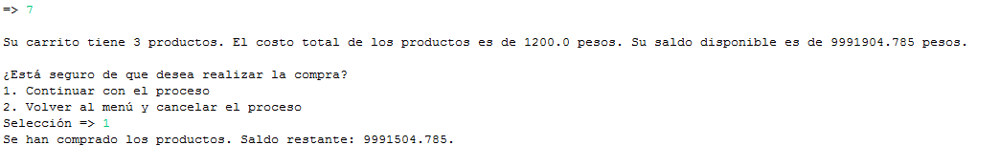 => 7
Su carrito tiene 3 productos. El costo total de los productos es de 1200.0 pesos. Su saldo disponible es de 9991904.785 pesos.
¿Está seguro de que desea realizar la compra?
1. Continuar con el proceso
2. Volver al menú y cancelar el proceso
Selección => 1
Se han comprado los productos. Saldo restante: 9991504.785.